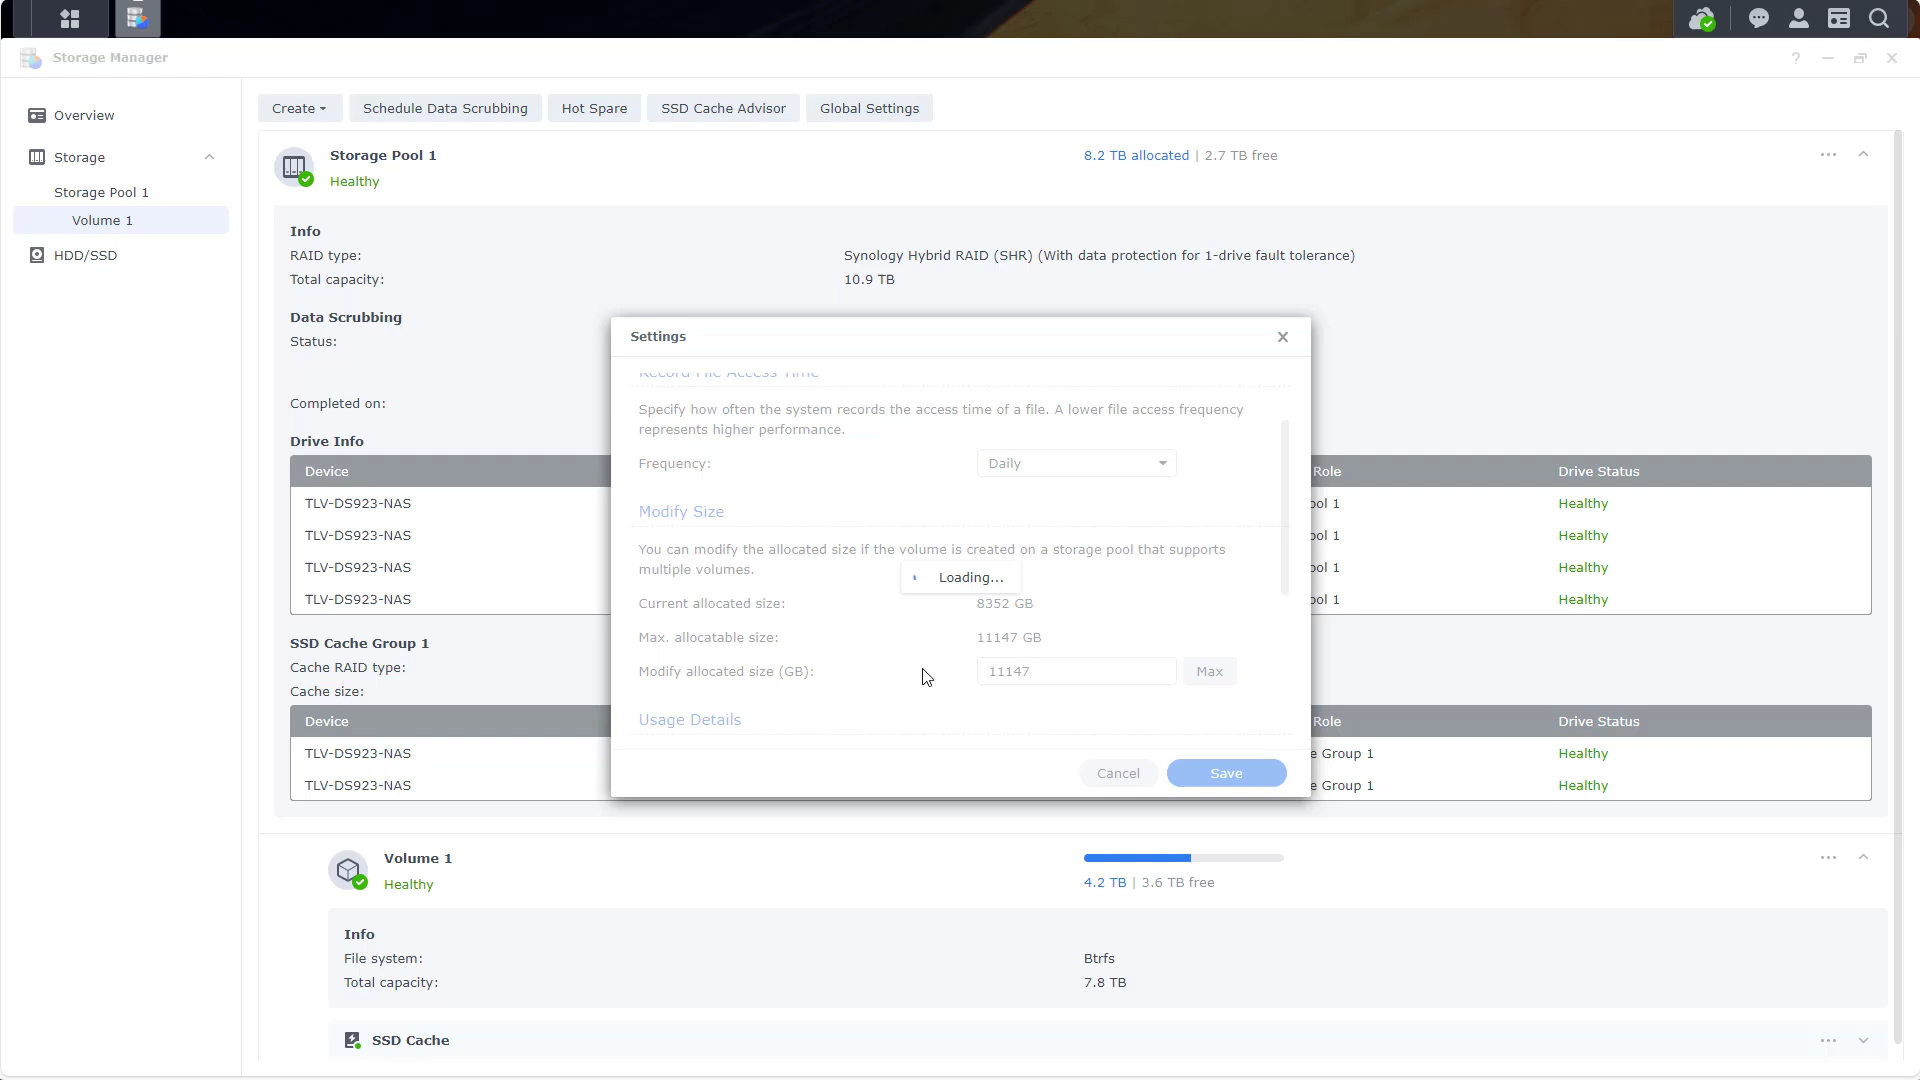 Storage Manager
?
Overview
Storage
Storage Pool 1
Volume 1
HDD/SSD
Create
Schedule Data Scrubbing
Hot Spare
SSD Cache Advisor
Global Settings
Storage Pool 1
8.2 TB allocated | 2.7 TB free
Healthy
Info
RAID type:
Synology Hybrid RAID (SHR) (With data protection for 1-drive fault tolerance)
Total capacity:
10.9 TB
Data Scrubbing
Status:
Completed on:
Drive Info
Device
Role
Drive Status
TLV-DS923-NAS
ool 1
Healthy
TLV-DS923-NAS
ool 1
Healthy
TLV-DS923-NAS
ool 1
Healthy
TLV-DS923-NAS
ool 1
Healthy
SSD Cache Group 1
Cache RAID type:
Cache size:
Device
Role
Drive Status
TLV-DS923-NAS
e Group 1
Healthy
TLV-DS923-NAS
e Group 1
Healthy
Settings
Record File Access Time
Specify how often the system records the access time of a file. A lower file access frequency
represents higher performance.
Frequency:
Daily
Modify Size
You can modify the allocated size if the volume is created on a storage pool that supports
multiple volumes.
Loading...
Current allocated size:
8352 GB
Max. allocatable size:
11147 GB
Modify allocated size (GB):
11147
Max
Usage Details
Cancel
Save
Volume 1
Healthy
4.2 TB | 3.6 TB free
Info
File system:
Btrfs
Total capacity:
7.8 TB
SSD Cache